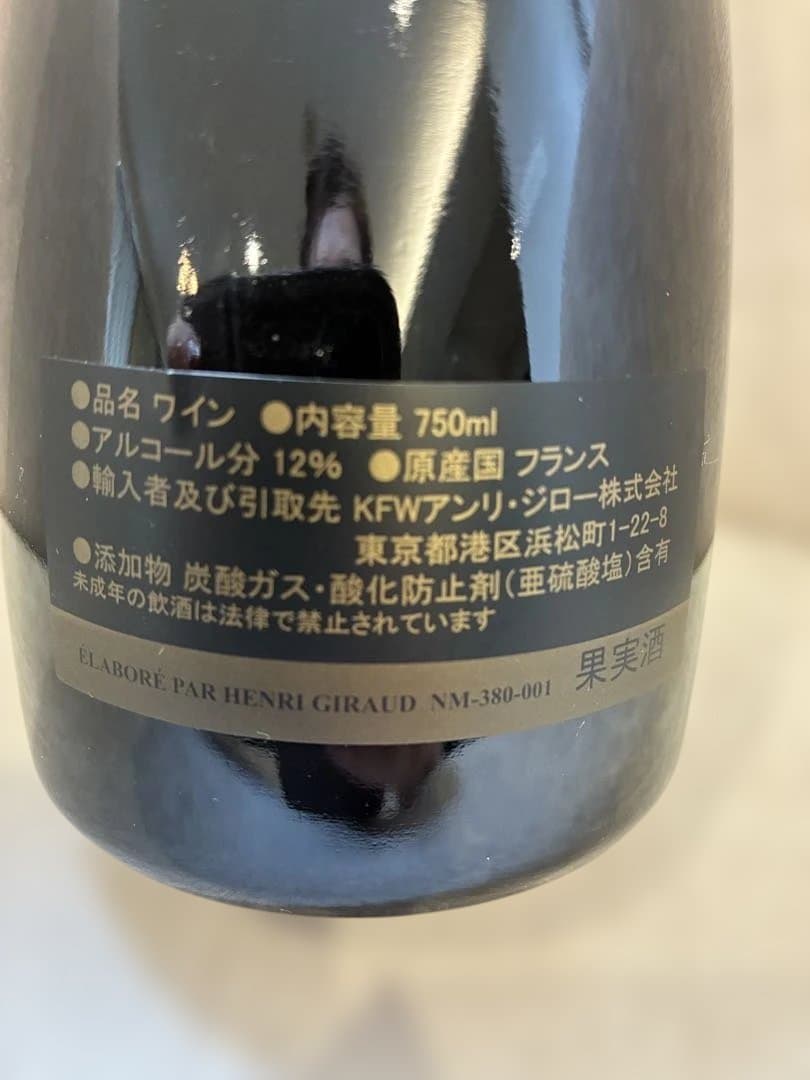 ●品名 ワイン ●内容量 750ml
●アルコール分 12% ●原産国 フランス
●輸入者及び引取先 KFWアンリ・ジロー株式会社
東京都港区浜松町1-22-8
●添加物 炭酸ガス・酸化防止剤(亜硫酸塩)含有
未成年の飲酒は法律で禁止されています
ÉLABORÉ PAR HENRI GIRAUD NM-380-001 果実酒